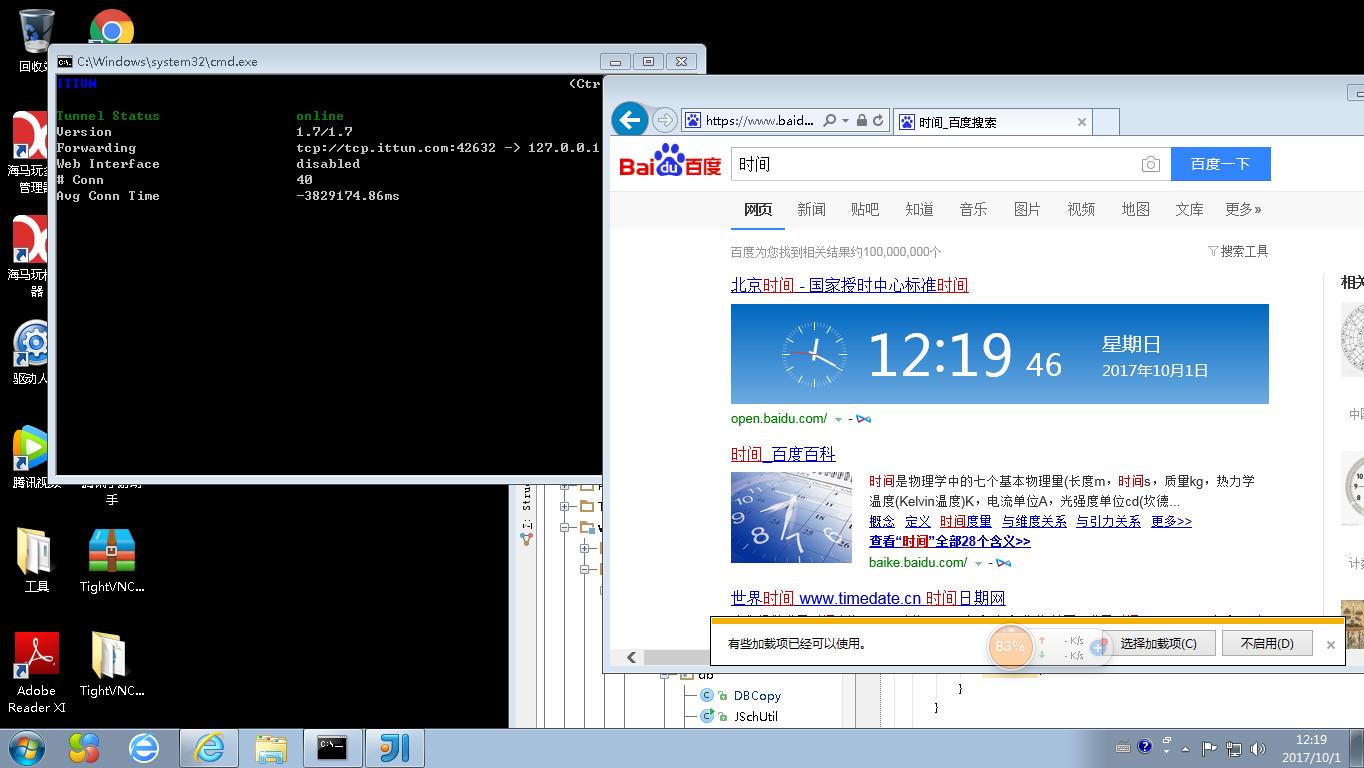 回收
C:\Windows\system32\cmd.exe
ITTUN (Ctr
Tunnel Status online
Version 1.7/1.7
Forwarding tcp://tcp.ittun.com:42632 -> 127.0.0.1
Web Interface disabled
# Conn 40
Avg Conn Time -3829174.86ms
海马玩
管理器
海马玩
器
驱动人
腾讯视频
手
工具
TightVNC...
Adobe
Reader XI
TightVNC...
https://www.baid...
时间_百度搜索
Bai du 百度
时间
百度一下
网页 新闻 贴吧 知道 音乐 图片 视频 地图 文库 更多»
百度为您找到相关结果约100,000,000个
搜索工具
北京时间 - 国家授时中心标准时间
相关
12:19 46
星期日
2017年10月1日
open.baidu.com/ -
中国
时间_百度百科
时间是物理学中的七个基本物理量(长度m，时间s，质量kg，热力学
温度(Kelvin温度)K，电流单位A，光强度单位cd(坎德...
概念 定义 时间度量 与维度关系 与引力关系 更多>>
查看“时间”全部28个含义>>
baike.baidu.com/ -
世界时间 www.timedate.cn 时间日期网
有些加载项已经可以使用。
83%
- K/s
- K/s
选择加载项(C)
不启用(D)
Z: Struc
db
DBCopy
JSchUtil
}
}
12:19
2017/10/1